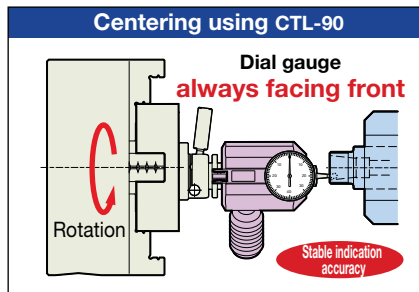 Centering using CTL-90
Dial gauge
always facing front
Rotation
Stable indication
accuracy